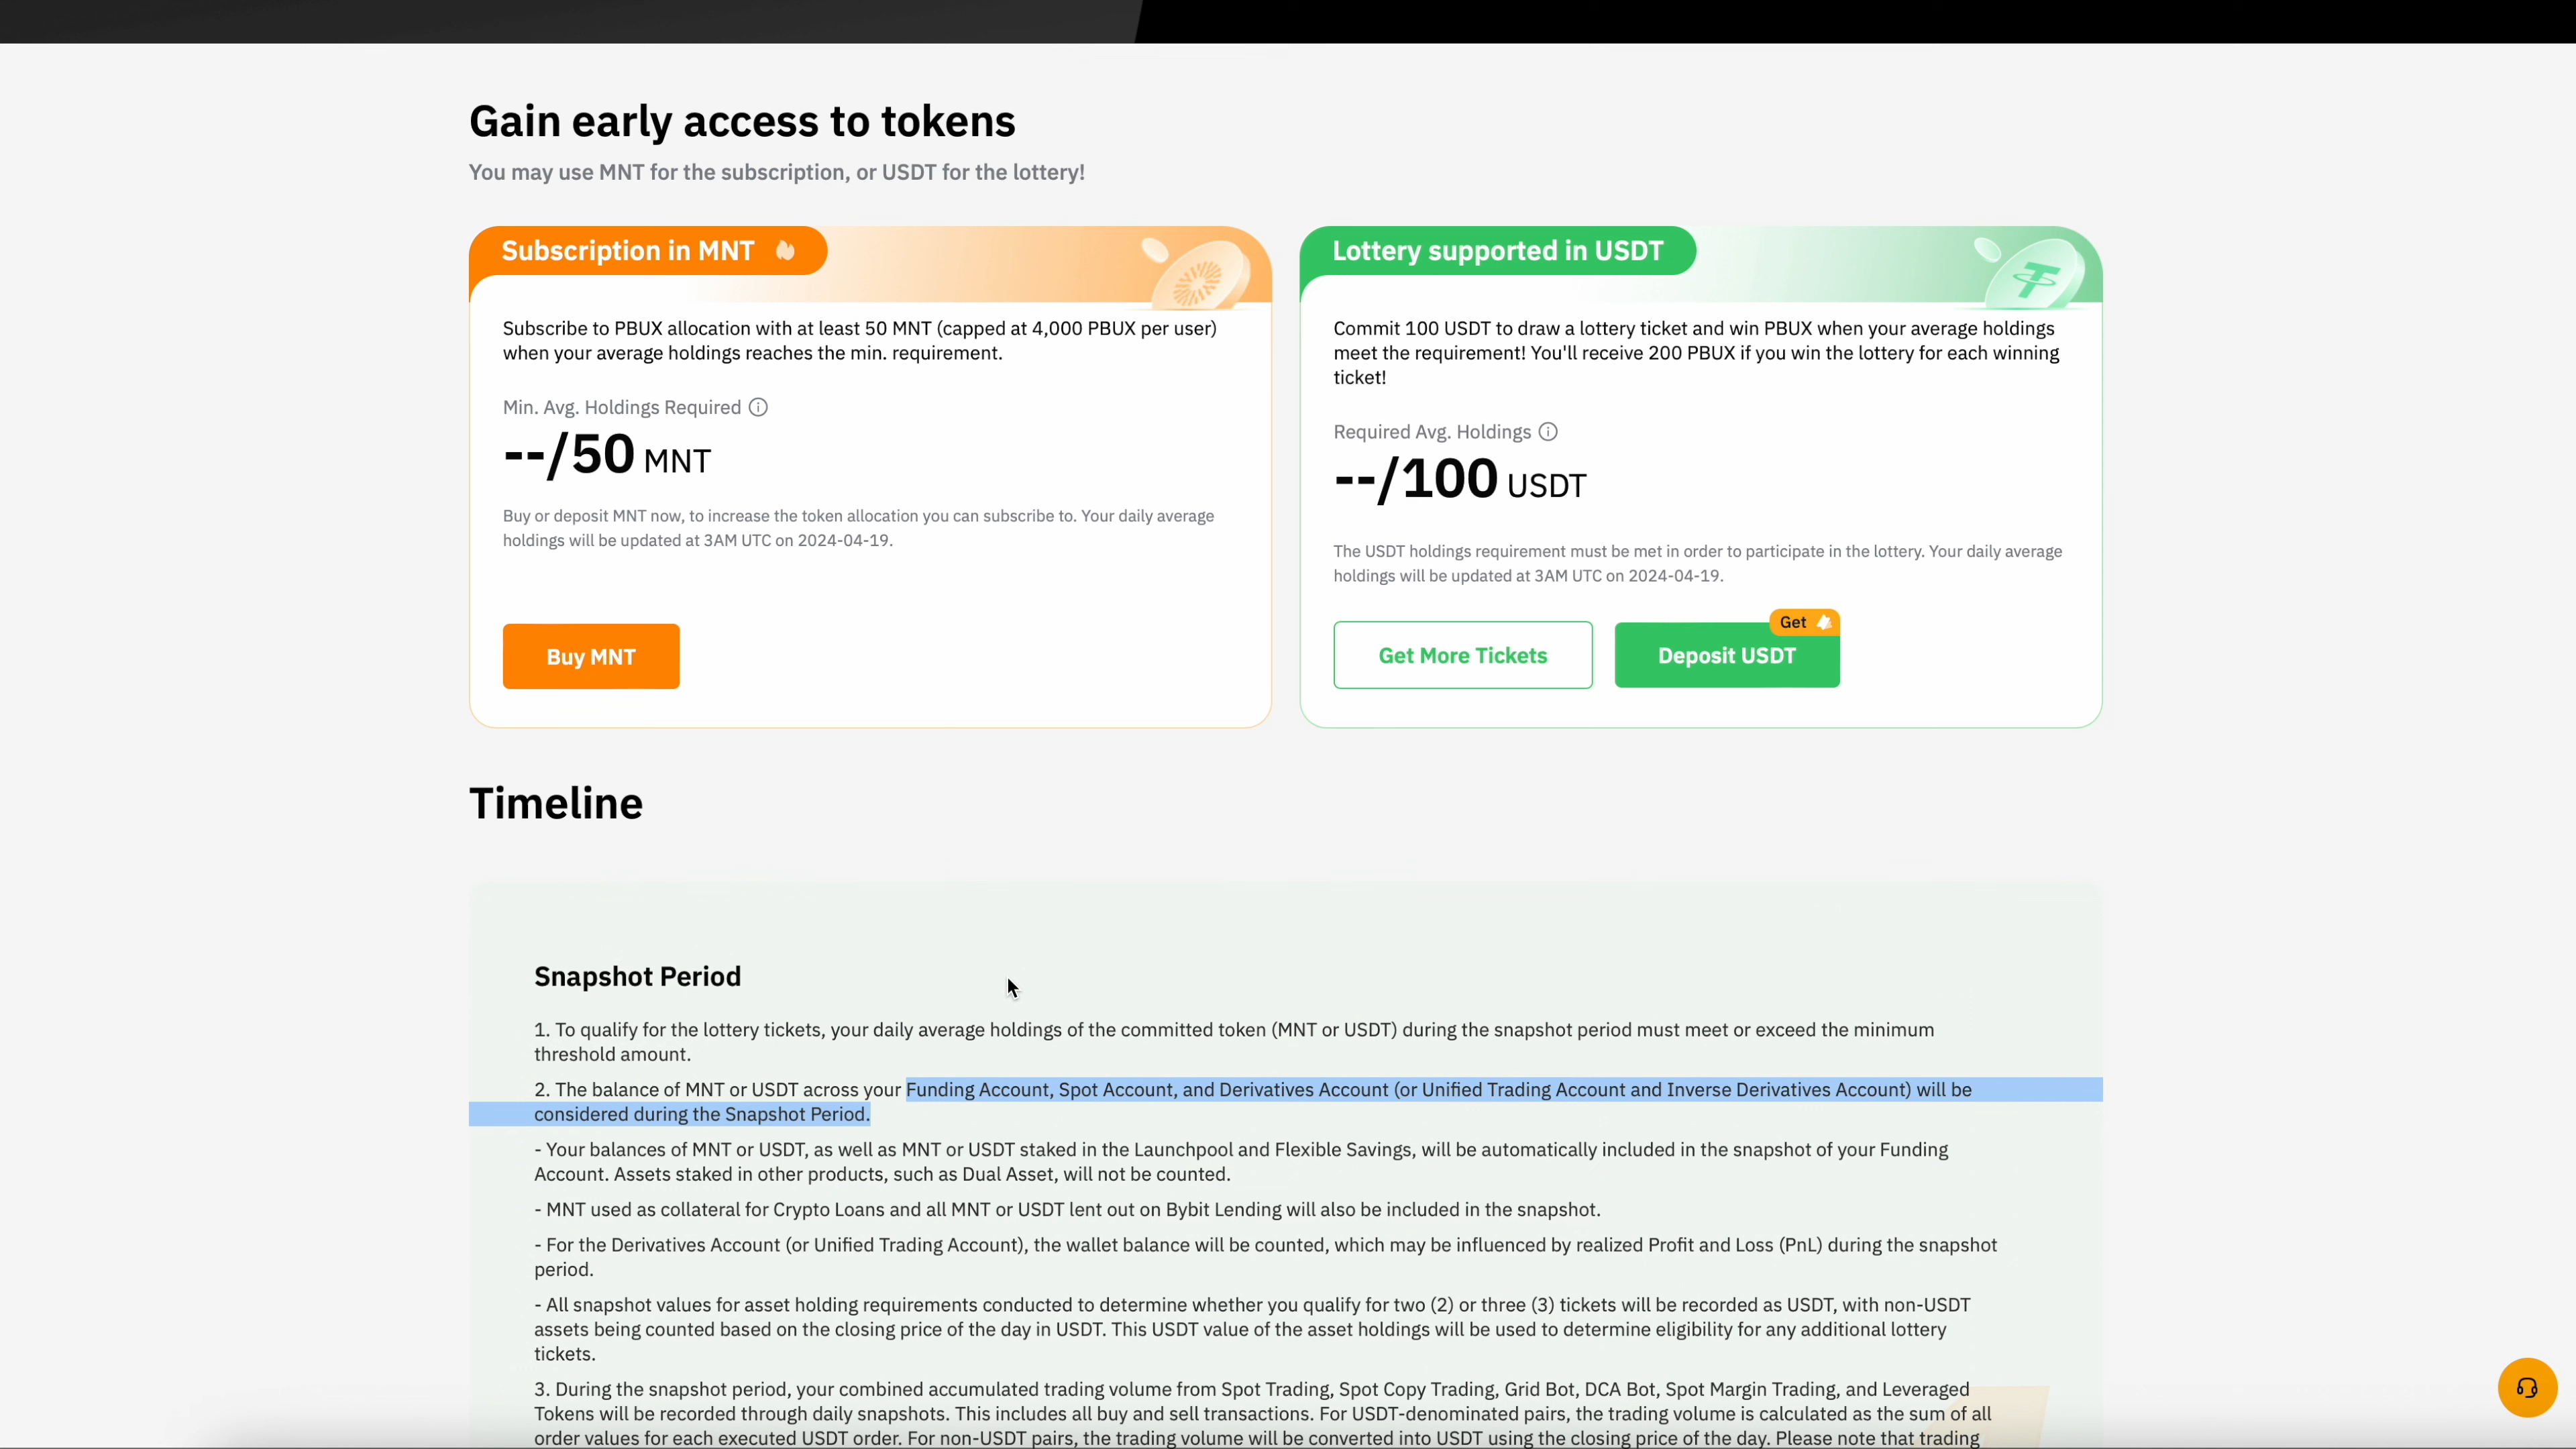 Gain early access to tokens
You may use MNT for the subscription, or USDT for the lottery!
Subscription in MNT
Subscribe to PBUX allocation with at least 50 MNT (capped at 4,000 PBUX per user)
when your average holdings reaches the min. requirement.
Min. Avg. Holdings Required
--/50 MNT
Buy or deposit MNT now, to increase the token allocation you can subscribe to. Your daily average
holdings will be updated at 3AM UTC on 2024-04-19.
Buy MNT
Lottery supported in USDT
Commit 100 USDT to draw a lottery ticket and win PBUX when your average holdings
meet the requirement! You'll receive 200 PBUX if you win the lottery for each winning
ticket!
Required Avg. Holdings
--/100 USDT
The USDT holdings requirement must be met in order to participate in the lottery. Your daily average
holdings will be updated at 3AM UTC on 2024-04-19.
Get More Tickets
Get
Deposit USDT
Timeline
Snapshot Period
1. To qualify for the lottery tickets, your daily average holdings of the committed token (MNT or USDT) during the snapshot period must meet or exceed the minimum
threshold amount.
2. The balance of MNT or USDT across your Funding Account, Spot Account, and Derivatives Account (or Unified Trading Account and Inverse Derivatives Account) will be
considered during the Snapshot Period.
- Your balances of MNT or USDT, as well as MNT or USDT staked in the Launchpool and Flexible Savings, will be automatically included in the snapshot of your Funding
Account. Assets staked in other products, such as Dual Asset, will not be counted.
- MNT used as collateral for Crypto Loans and all MNT or USDT lent out on Bybit Lending will also be included in the snapshot.
- For the Derivatives Account (or Unified Trading Account), the wallet balance will be counted, which may be influenced by realized Profit and Loss (PnL) during the snapshot
period.
- All snapshot values for asset holding requirements conducted to determine whether you qualify for two (2) or three (3) tickets will be recorded as USDT, with non-USDT
assets being counted based on the closing price of the day in USDT. This USDT value of the asset holdings will be used to determine eligibility for any additional lottery
tickets.
3. During the snapshot period, your combined accumulated trading volume from Spot Trading, Spot Copy Trading, Grid Bot, DCA Bot, Spot Margin Trading, and Leveraged
Tokens will be recorded through daily snapshots. This includes all buy and sell transactions. For USDT-denominated pairs, the trading volume is calculated as the sum of all
order values for each executed USDT order. For non-USDT pairs, the trading volume will be converted into USDT using the closing price of the day. Please note that trading